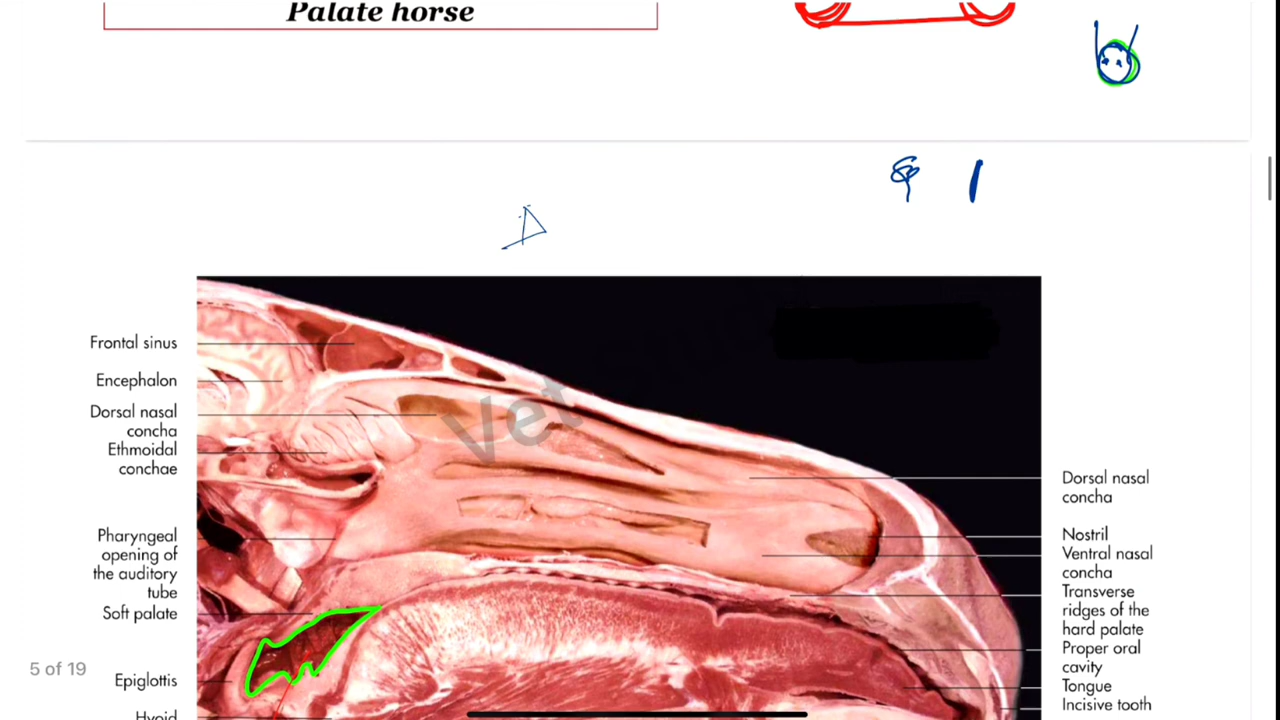 Palate horse
Frontal sinus
Encephalon
Dorsal nasal
concha
Ethmoidal
conchae
Pharyngeal
opening of
the auditory
tube
Soft palate
Epiglottis
Hyoid
Dorsal nasal
concha
Nostril
Ventral nasal
concha
Transverse
ridges of the
hard palate
Proper oral
cavity
Tongue
Incisive tooth
5 of 19